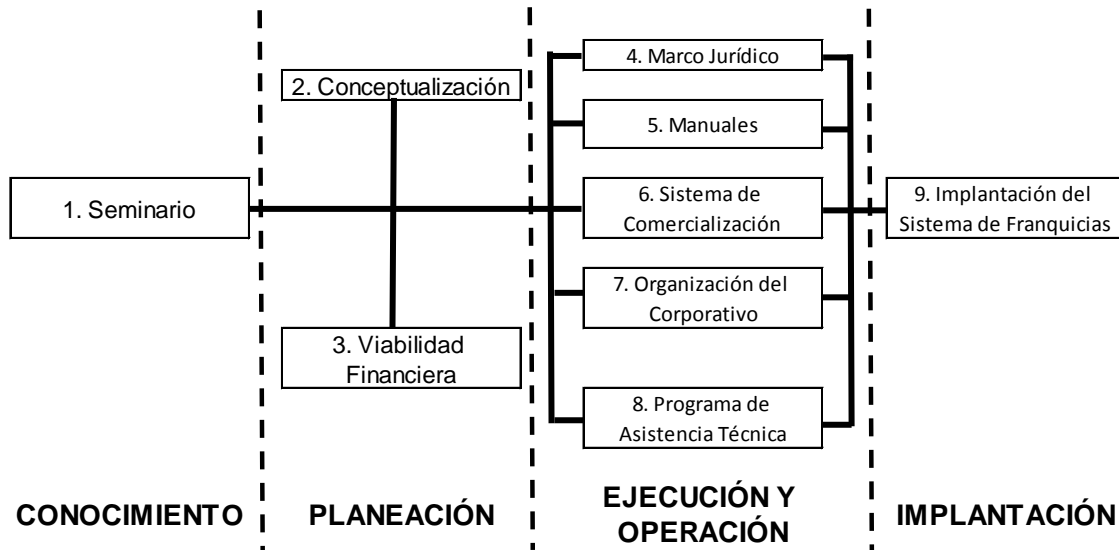 1. Seminario
2. Conceptualización
3. Viabilidad
Financiera
4. Marco Jurídico
5. Manuales
6. Sistema de
Comercialización
7. Organización del
Corporativo
8. Programa de
Asistencia Técnica
9. Implantación del
Sistema de Franquicias
CONOCIMIENTO
PLANEACIÓN
EJECUCIÓN Y
OPERACIÓN
IMPLANTACIÓN